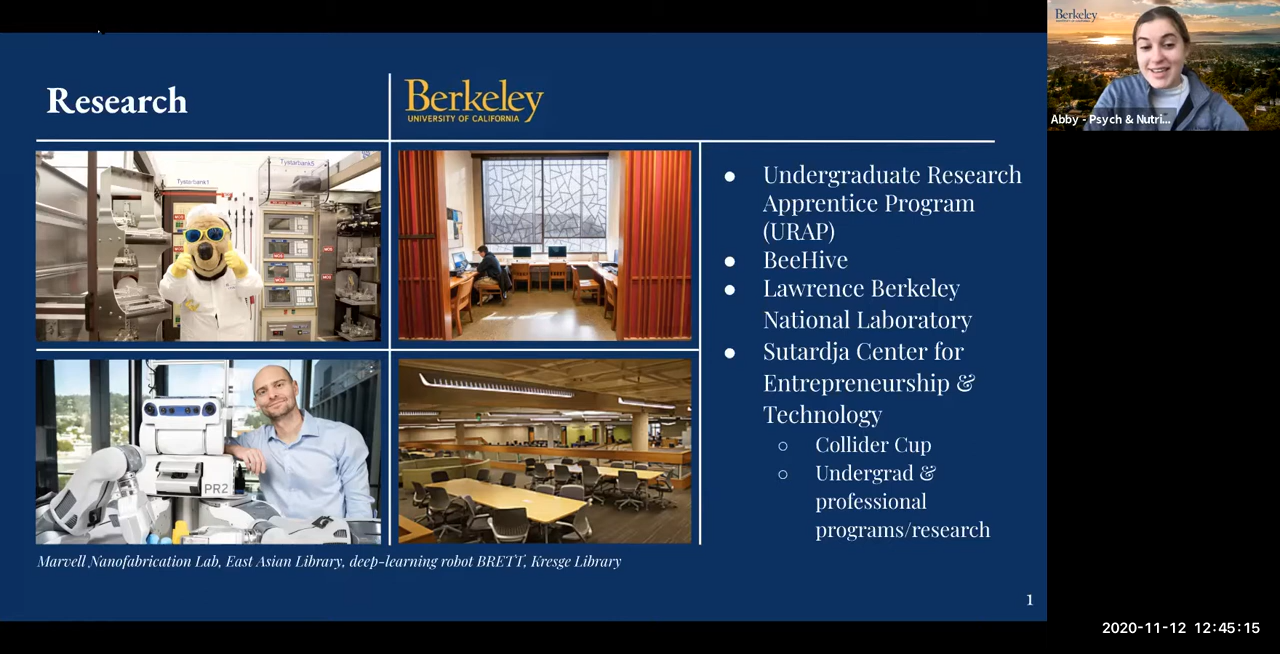 Research
Berkeley
UNIVERSITY OF CALIFORNIA
Tystarbank1
Tystarbank5
PR2
● Undergraduate Research
Apprentice Program
(URAP)
● BeeHive
● Lawrence Berkeley
National Laboratory
● Sutardja Center for
Entrepreneurship &
Technology
○ Collider Cup
○ Undergrad &
professional
programs/research
Marvell Nanofabrication Lab, East Asian Library, deep-learning robot BRETT, Kresge Library
1
Berkeley
Abby - Psych & Nutri...
2020-11-12 12:45:15